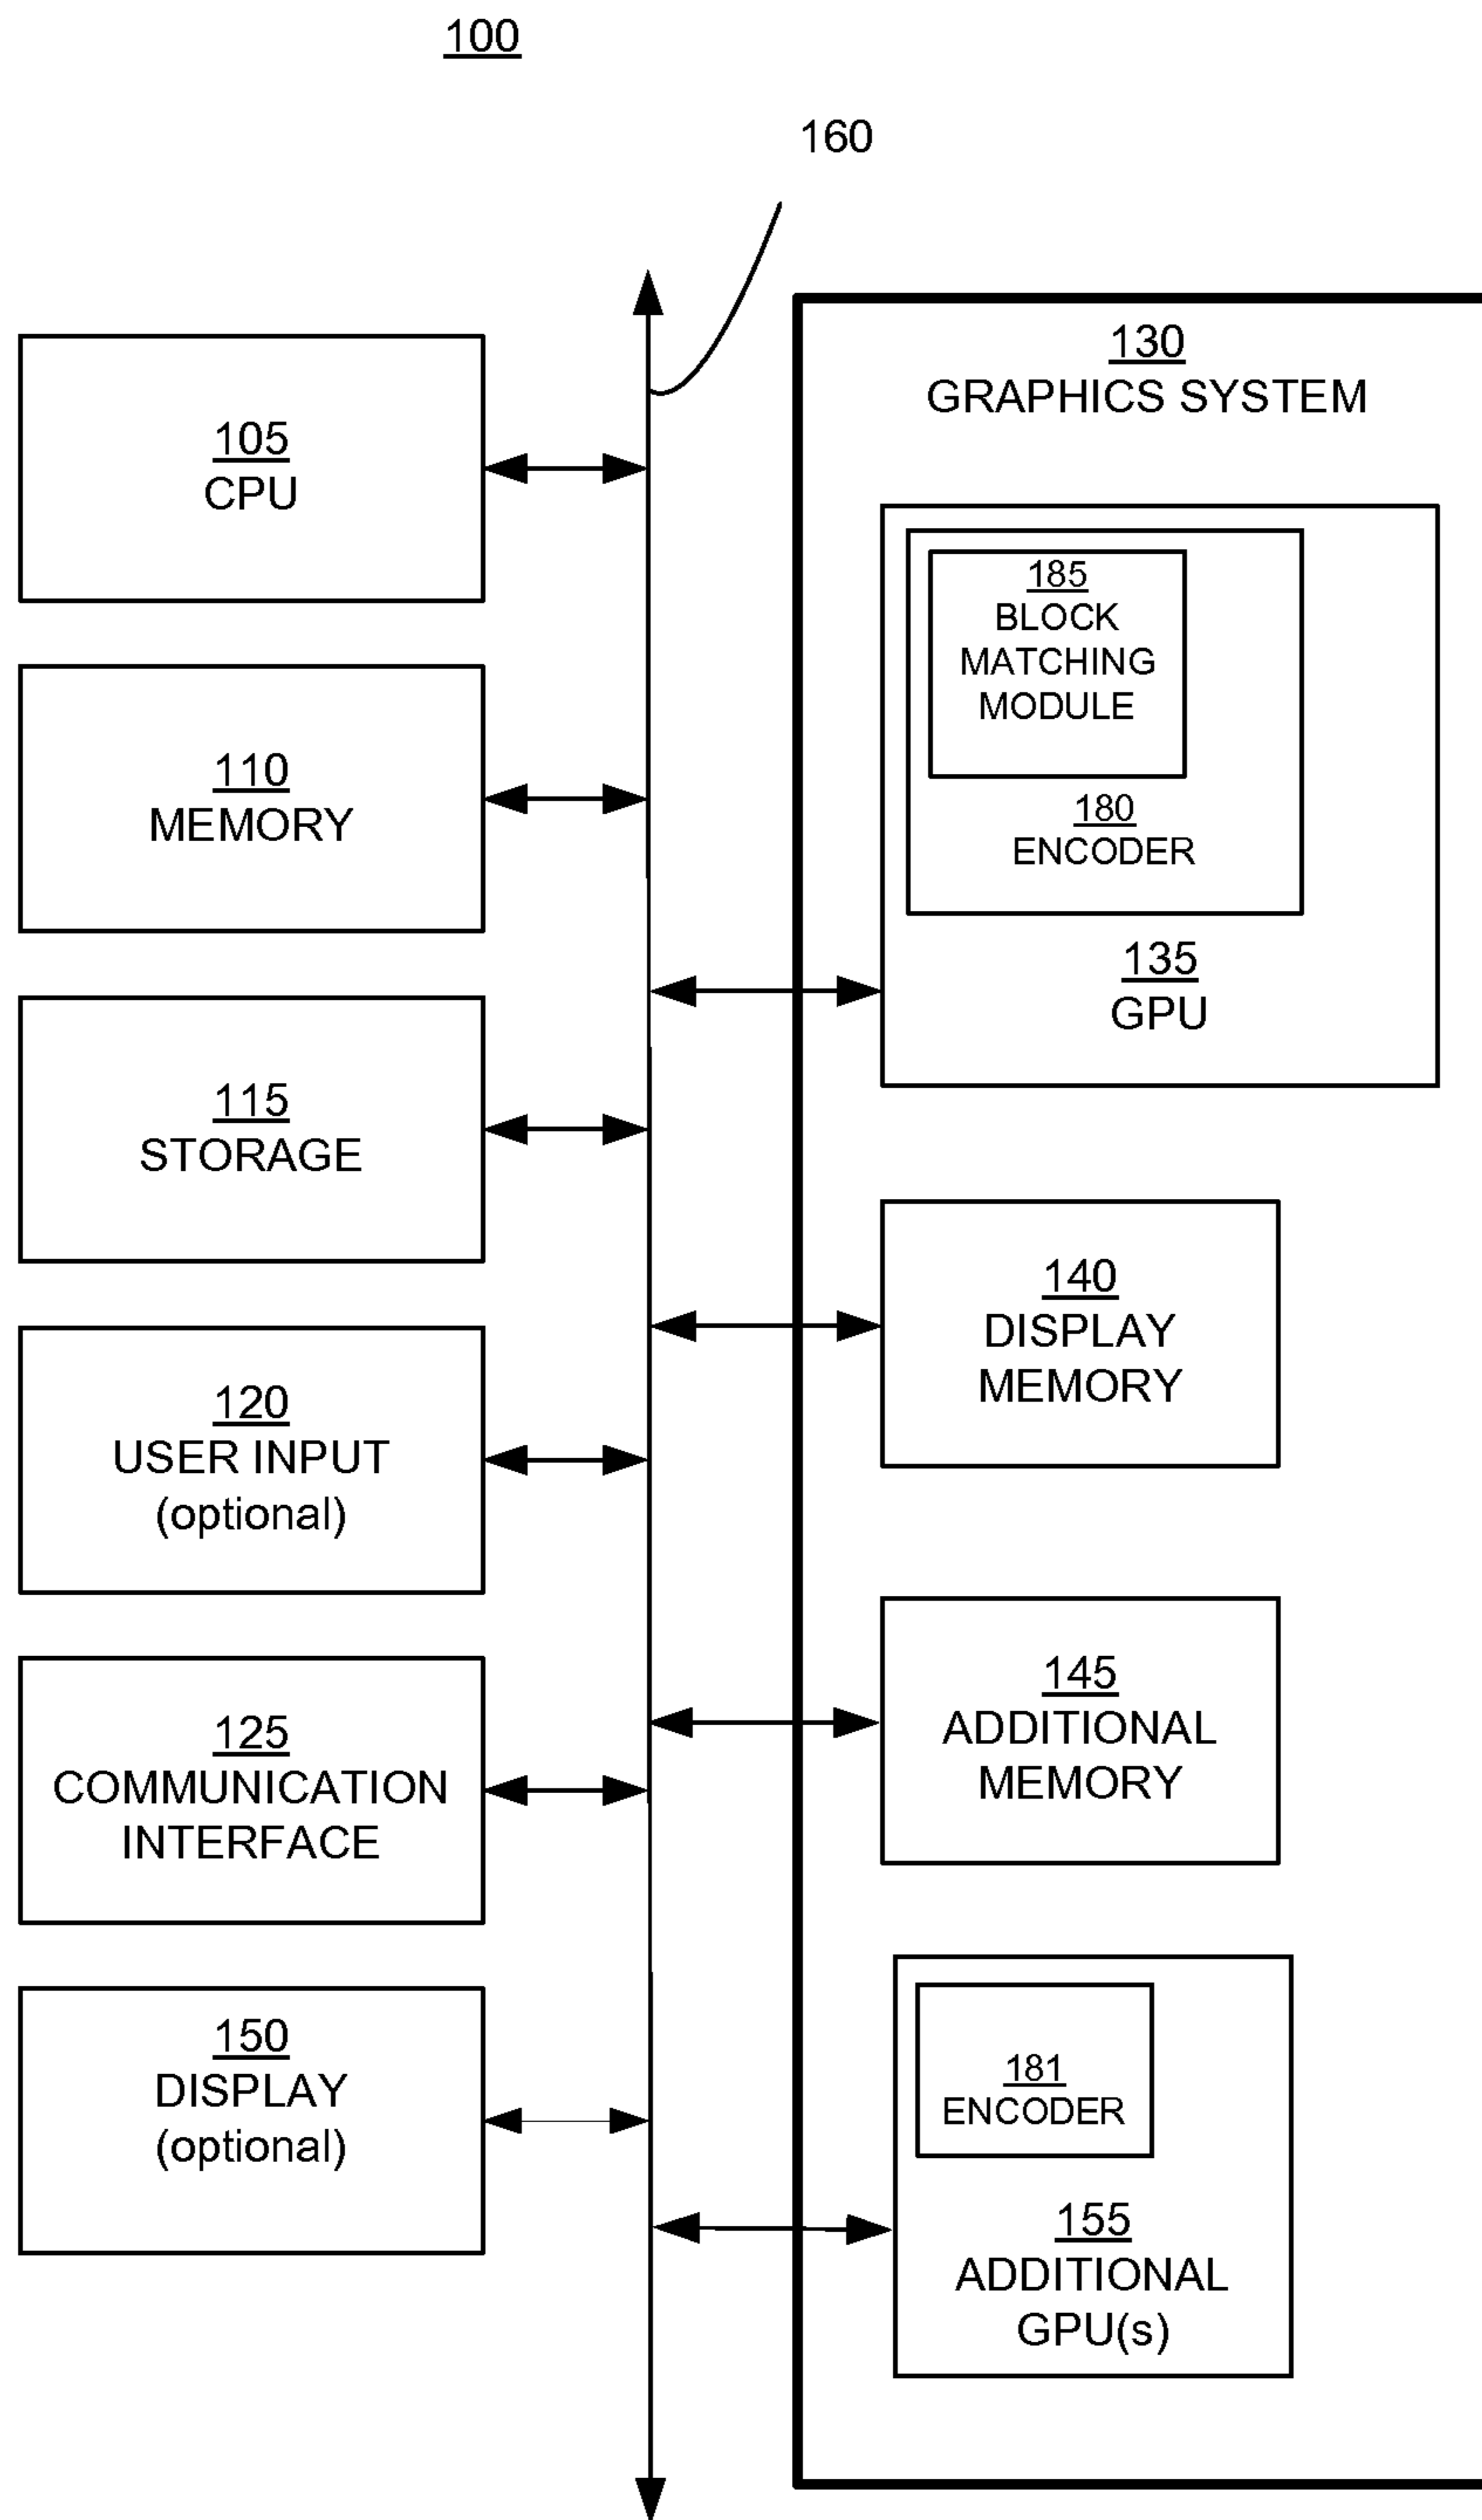 100
160
105
CPU
110
MEMORY
115
STORAGE
120
USER INPUT
(optional)
125
COMMUNICATION
INTERFACE
150
DISPLAY
(optional)
130
GRAPHICS SYSTEM
185
BLOCK
MATCHING
MODULE
180
ENCODER
135
GPU
140
DISPLAY
MEMORY
145
ADDITIONAL
MEMORY
181
ENCODER
155
ADDITIONAL
GPU(s)